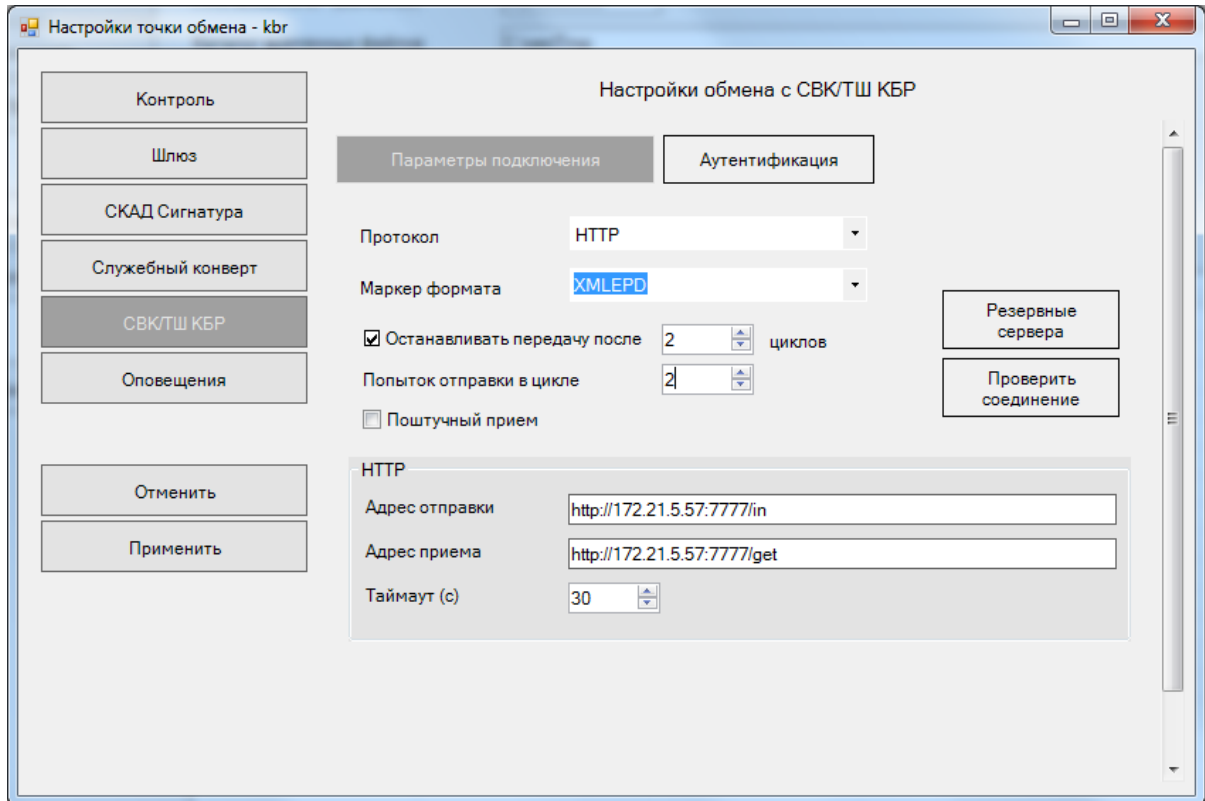 Настройки точки обмена - kbr
Контроль
Шлюз
СКАД Сигнатура
Служебный конверт
СВК/ТШ КБР
Оповещения
Отменить
Применить
Настройки обмена с СВК/ТШ КБР
Параметры подключения
Аутентификация
Протокол
HTTP
Маркер формата
XMLEPD
Останавливать передачу после 2 циклов
Попыток отправки в цикле 2
Поштучный прием
Резервные
сервера
Проверить
соединение
HTTP
Адрес отправки http://172.21.5.57:7777/in
Адрес приема http://172.21.5.57:7777/get
Таймаут (с) 30